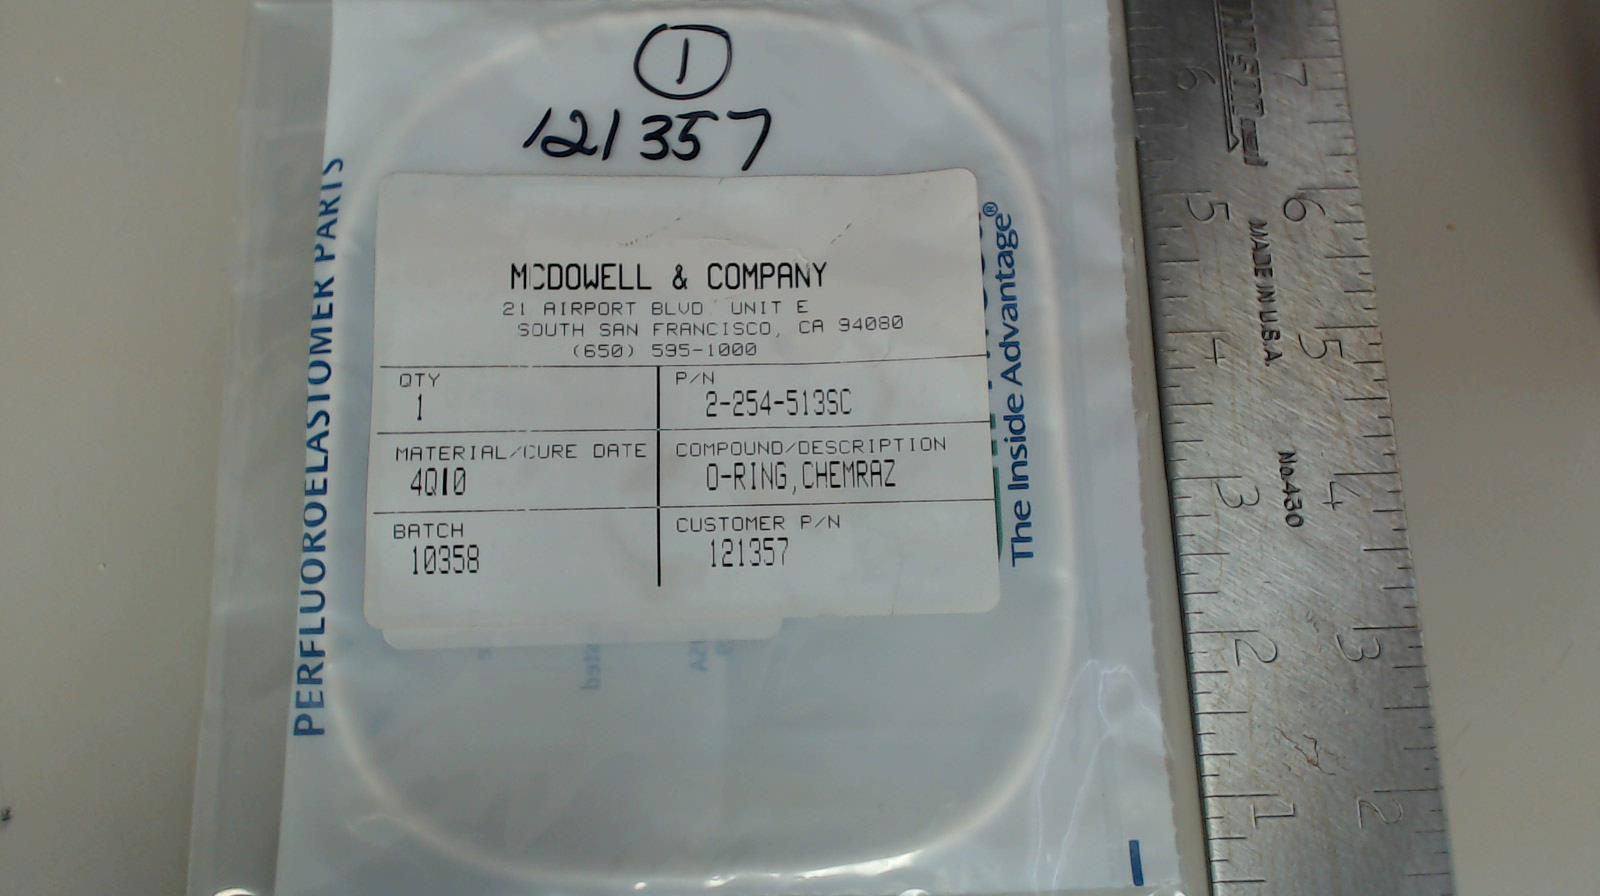 1
121357
MCDOWELL & COMPANY
21 AIRPORT BLVD UNIT E
SOUTH SAN FRANCISCO, CA 94080
(650) 595-1000
QTY
1
P/N
2-254-513SC
MATERIAL/CURE DATE
4Q10
COMPOUND/DESCRIPTION
O-RING,CHEMRAZ
BATCH
10358
CUSTOMER P/N
121357
PERFLUOROELASTOMER PARTS
The Inside Advantage®
MADE IN U.S.A
No.430
6 5 4 3 2 1
7 6 5 4 3 2